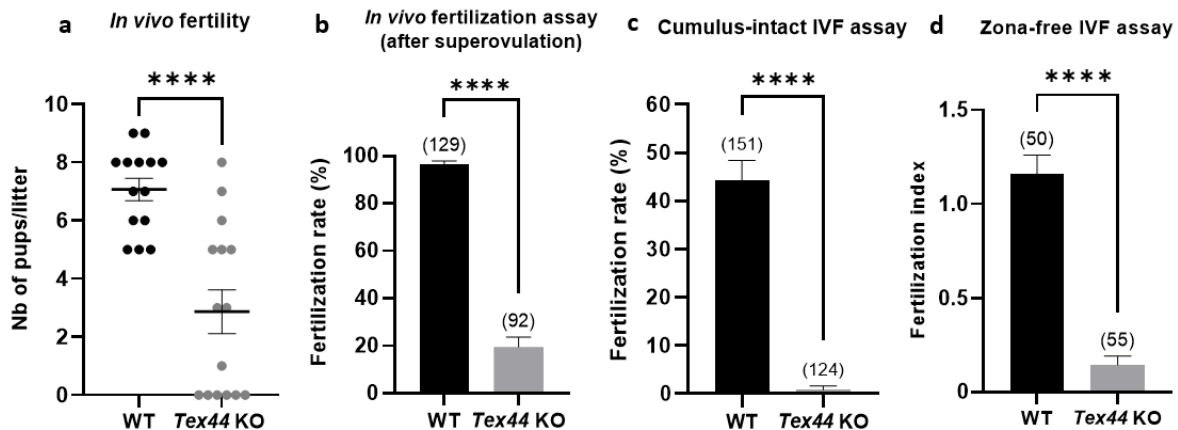 a
In vivo fertility
****
Nb of pups/litter
10
8
6
4
2
0
WT
Tex44 KO
b
In vivo fertilization assay
(after superovulation)
****
Fertilization rate (%)
100
80
60
40
20
0
(129)
(92)
WT
Tex44 KO
c
Cumulus-intact IVF assay
****
Fertilization rate (%)
60
50
40
30
20
10
0
(151)
(124)
WT
Tex44 KO
d
Zona-free IVF assay
****
Fertilization index
1.5
1.0
0.5
0
(50)
(55)
WT
Tex44 KO